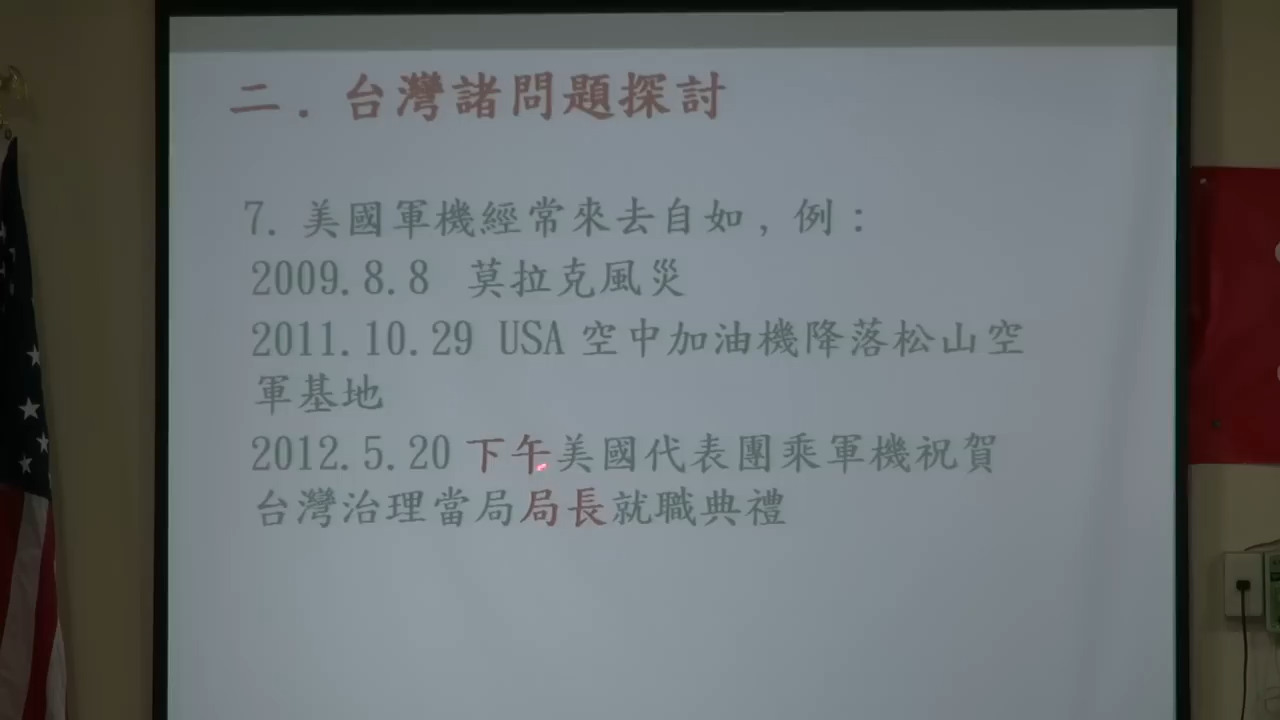 二. 台灣諸問題探討
7. 美國軍機經常來去自如, 例:
2009.8.8 莫拉克風災
2011.10.29 USA 空中加油機降落松山空
軍基地
2012.5.20 下午美國代表團乘軍機祝賀
台灣治理當局局長就職典禮